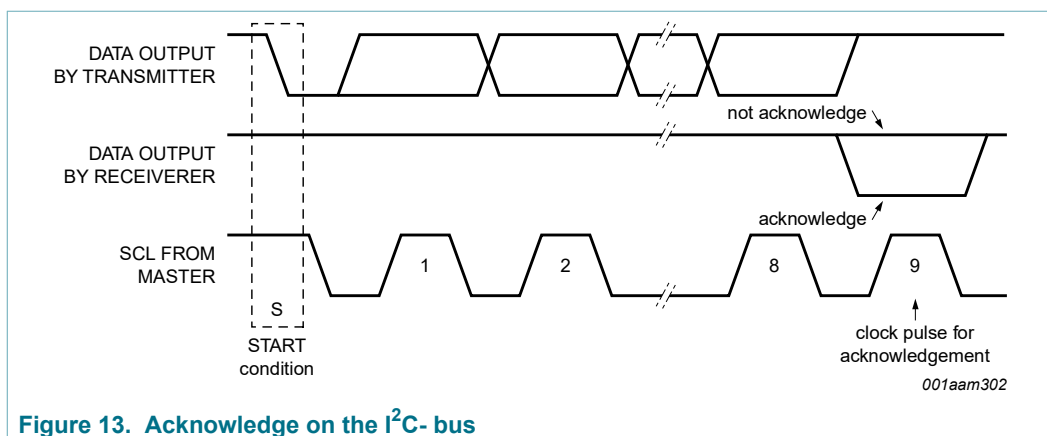 DATA OUTPUT
BY TRANSMITTER
not acknowledge
DATA OUTPUT
BY RECEIVERER
acknowledge
SCL FROM
MASTER
1
2
8
9
S
START
condition
clock pulse for
acknowledgement
001aam302
Figure 13. Acknowledge on the I²C- bus